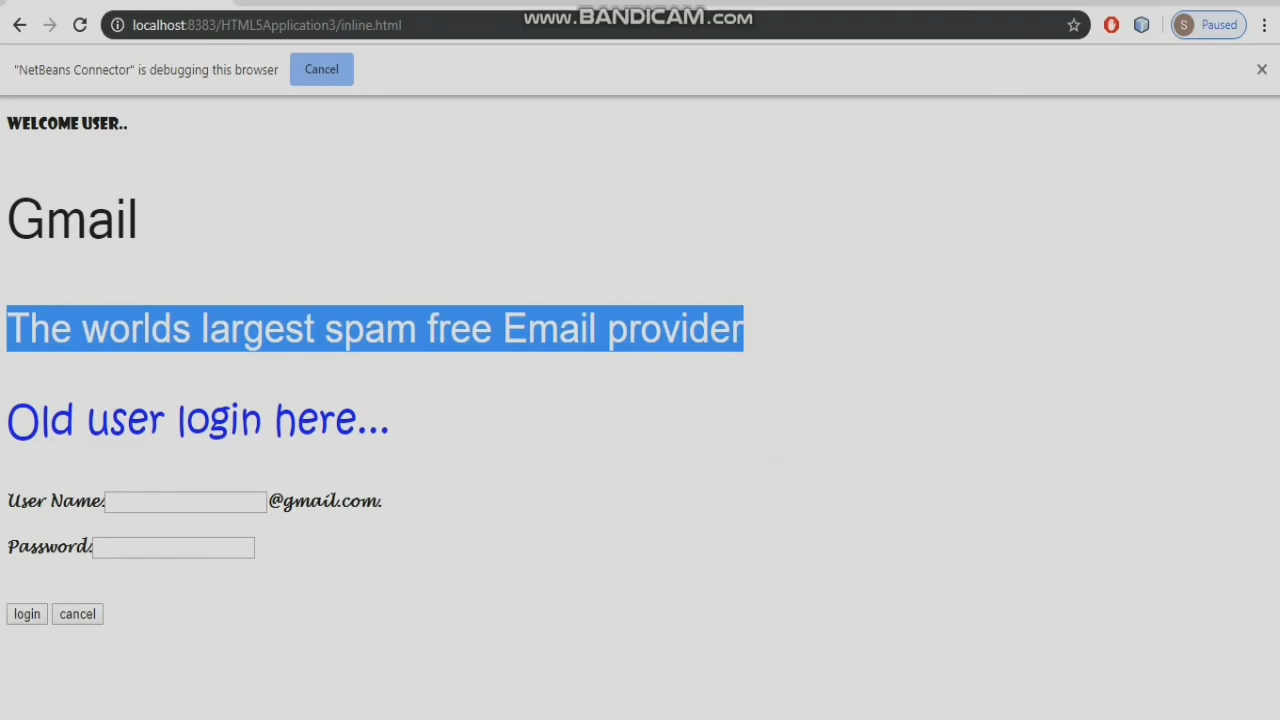 www.BANDICAM.com
localhost:8383/HTML5Application3/inline.html
S Paused
"NetBeans Connector" is debugging this browser Cancel
WELCOME USER..
Gmail
The worlds largest spam free Email provider
Old user login here...
User Name: @gmail.com.
Password:
login cancel